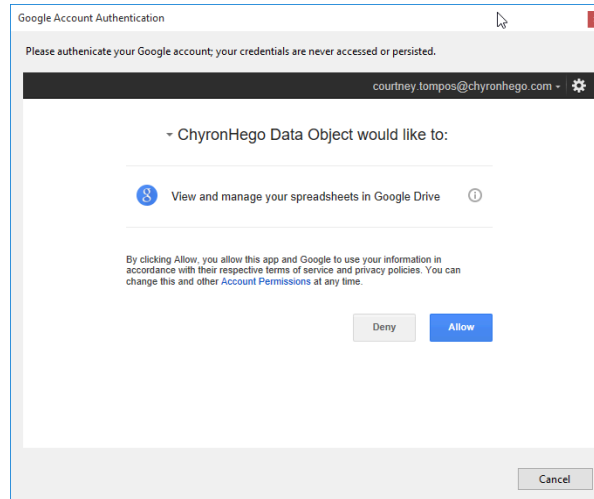 Google Account Authentication
Please authenicate your Google account; your credentials are never accessed or persisted.
courtney.tompos@chyronhego.com
ChyronHego Data Object would like to:
8
View and manage your spreadsheets in Google Drive
i
By clicking Allow, you allow this app and Google to use your information in
accordance with their respective terms of service and privacy policies. You can
change this and other Account Permissions at any time.
Deny
Allow
Cancel